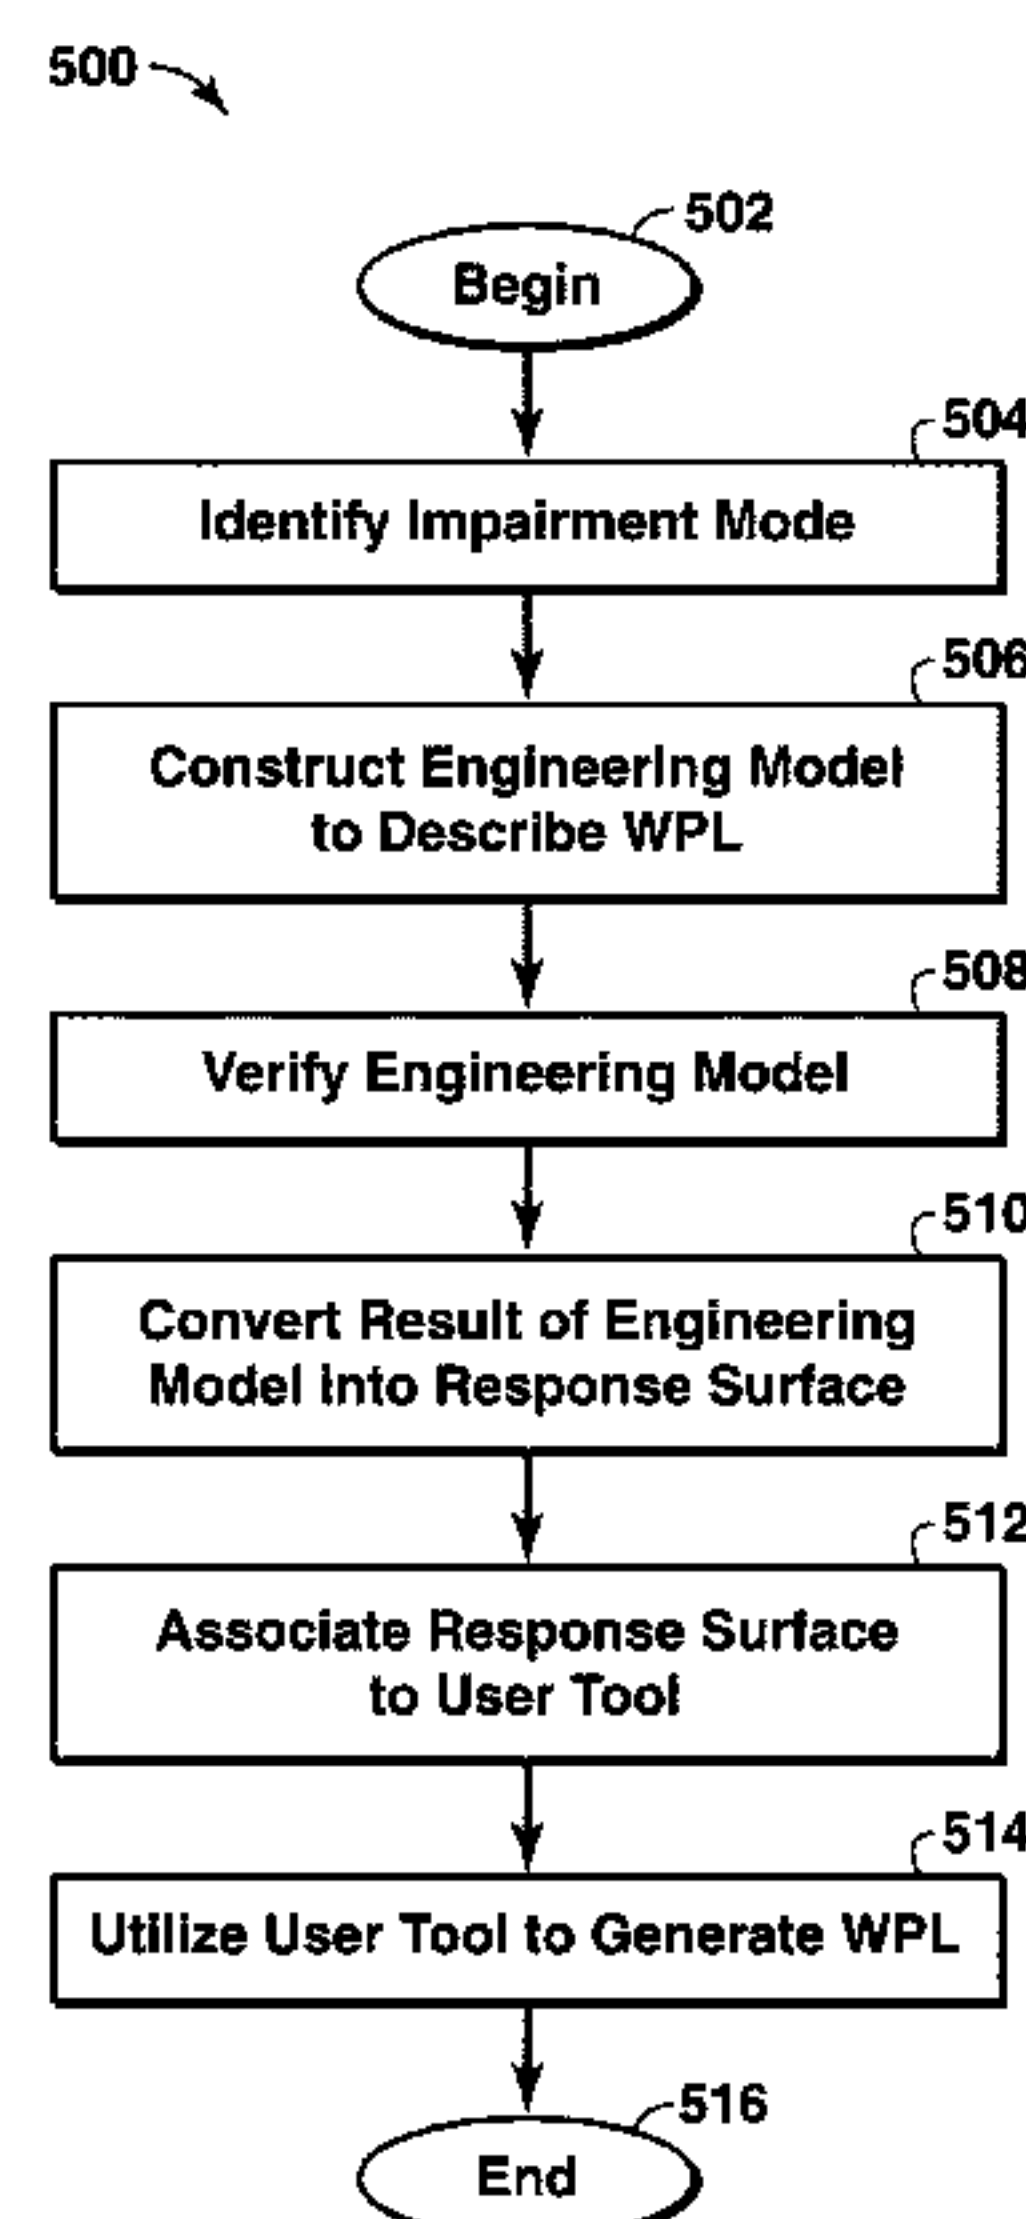 500
502
Begin
504
Identify Impairment Mode
506
Construct Engineering Model
to Describe WPL
508
Verify Engineering Model
510
Convert Result of Engineering
Model into Response Surface
512
Associate Response Surface
to User Tool
514
Utilize User Tool to Generate WPL
516
End